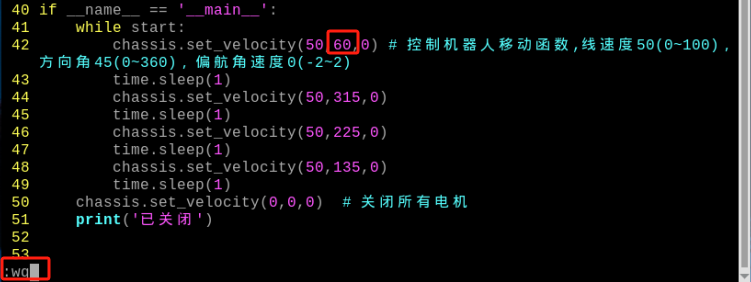 40 if __name__ == '__main__':
41     while start:
42         chassis.set_velocity(50,60,0) # 控制机器人移动函数,线速度50(0~100),
方向角45(0~360), 偏航角速度0(-2~2)
43         time.sleep(1)
44         chassis.set_velocity(50,315,0)
45         time.sleep(1)
46         chassis.set_velocity(50,225,0)
47         time.sleep(1)
48         chassis.set_velocity(50,135,0)
49         time.sleep(1)
50     chassis.set_velocity(0,0,0)  # 关闭所有电机
51     print('已关闭')
52
53
:wq